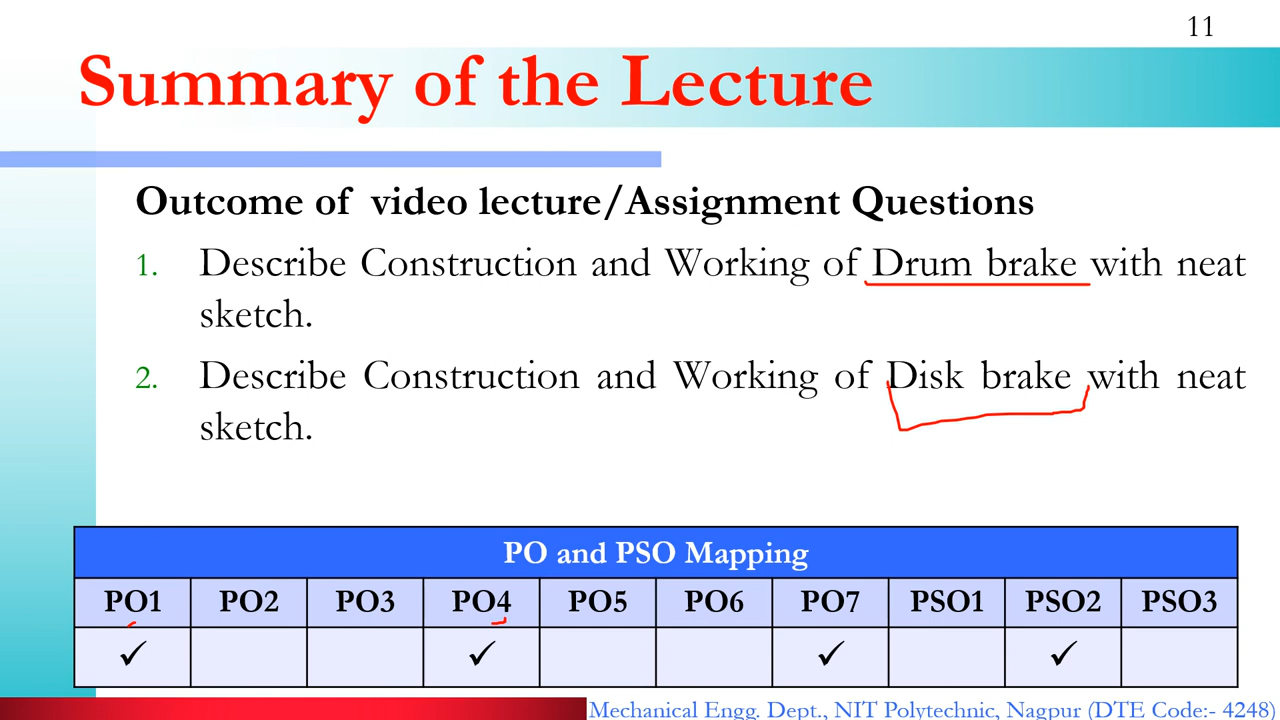 11
Summary of the Lecture
Outcome of video lecture/Assignment Questions
1. Describe Construction and Working of Drum brake with neat
sketch.
2. Describe Construction and Working of Disk brake with neat
sketch.
PO and PSO Mapping
PO1 PO2 PO3 PO4 PO5 PO6 PO7 PSO1 PSO2 PSO3
✓ ✓ ✓ ✓
Mechanical Engg. Dept., NIT Polytechnic, Nagpur (DTE Code:- 4248)